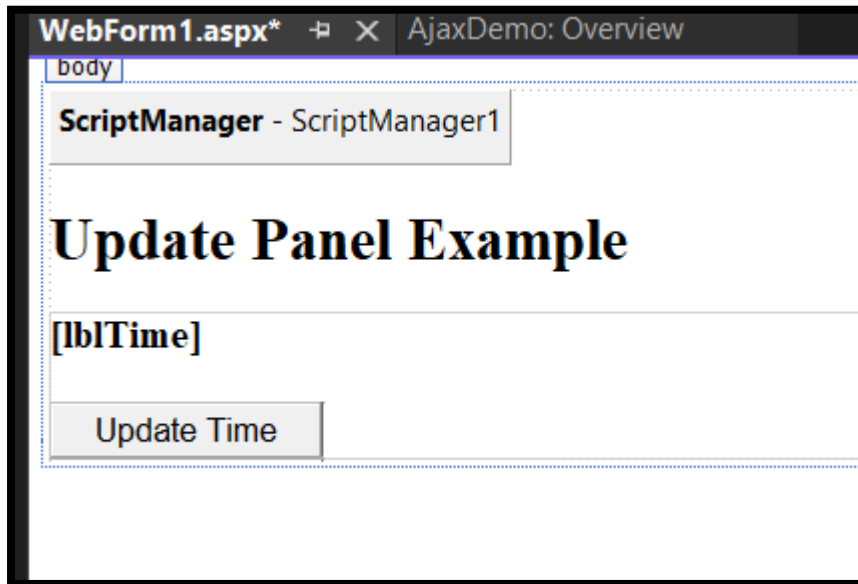 WebForm1.aspx* AjaxDemo: Overview
body
ScriptManager - ScriptManager1
Update Panel Example
[lblTime]
Update Time